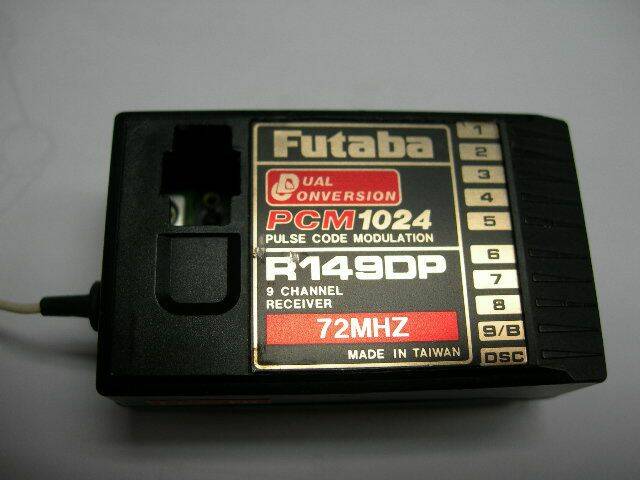 Futaba
DUAL
CONVERSION
PCM1024
PULSE CODE MODULATION
R149DP
9 CHANNEL
RECEIVER
72MHZ
MADE IN TAIWAN
1
2
3
4
5
6
7
8
9/B
DSC